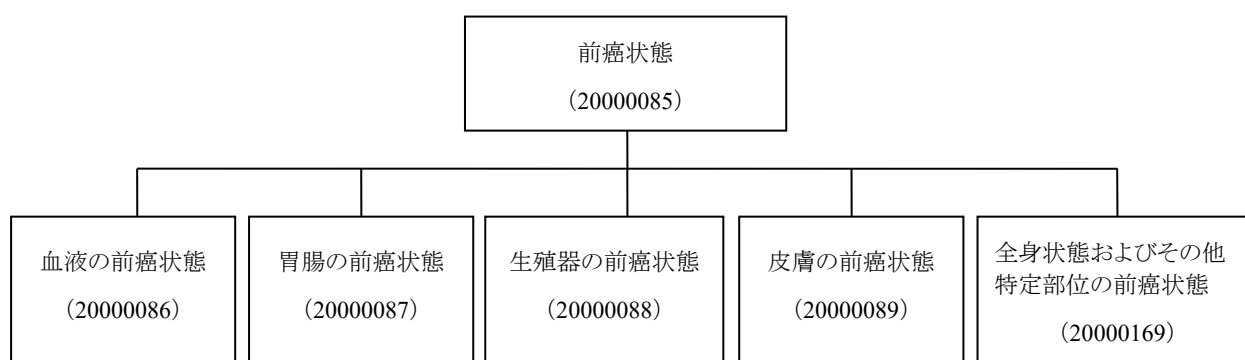 前癌状態
（20000085）
血液の前癌状態
（20000086）
胃腸の前癌状態
（20000087）
生殖器の前癌状態
（20000088）
皮膚の前癌状態
（20000089）
全身状態およびその他
特定部位の前癌状態
（20000169）